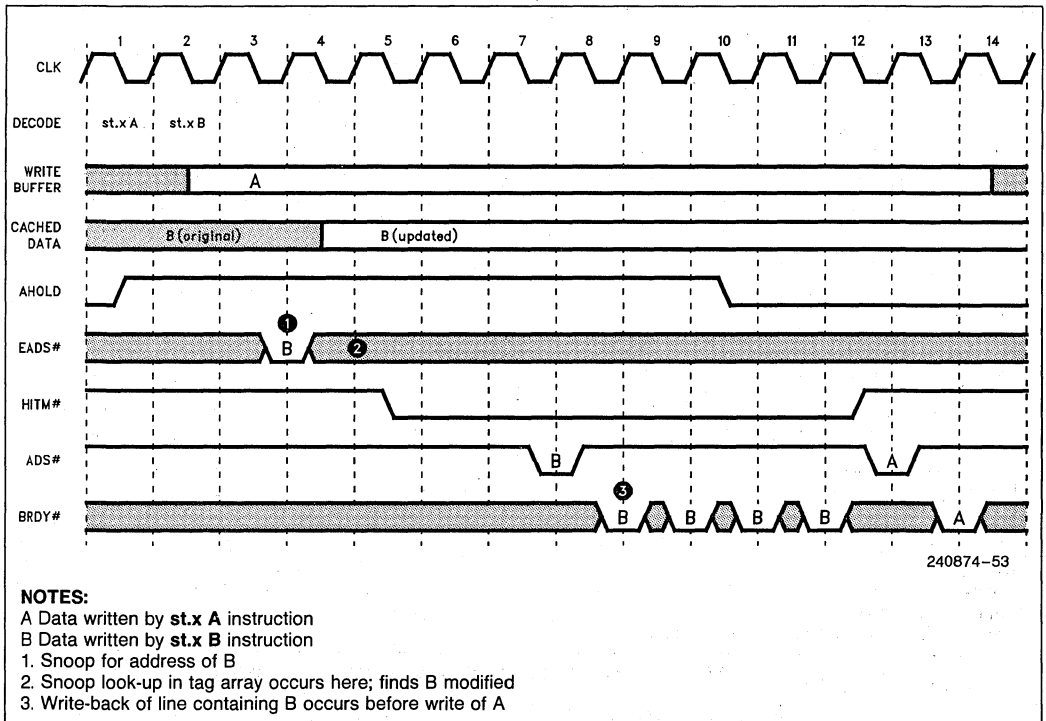 1 2 3 4 5 6 7 8 9 10 11 12 13 14
CLK
DECODE st.x A st.x B
WRITE BUFFER A
CACHED DATA B (original) B (updated)
AHOLD
1
EADS# B 2
HITM#
ADS# B A
3
BRDY# B B B B A
240874-53
NOTES:
A Data written by st.x A instruction
B Data written by st.x B instruction
1. Snoop for address of B
2. Snoop look-up in tag array occurs here; finds B modified
3. Write-back of line containing B occurs before write of A